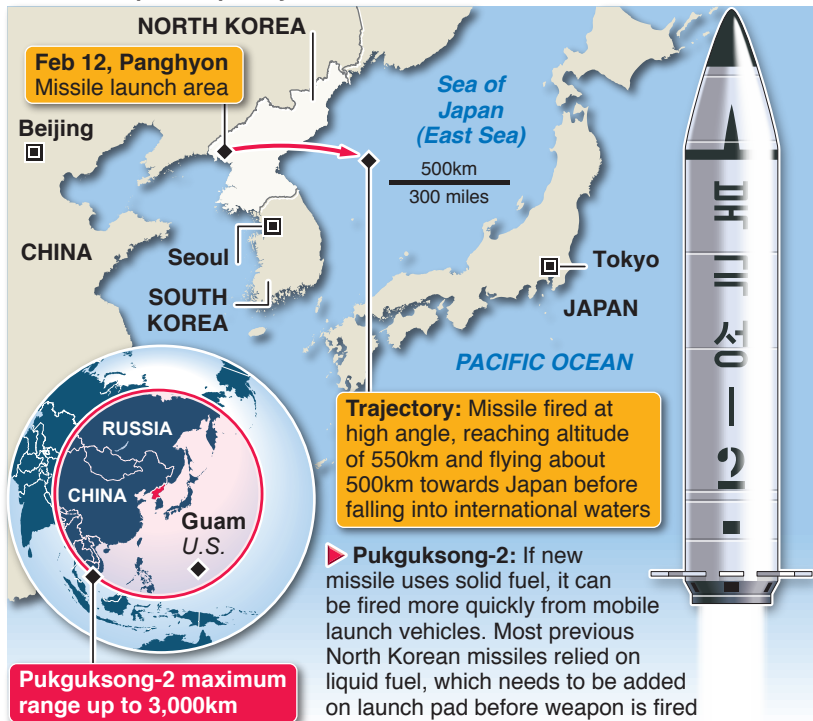 NORTH KOREA
Feb 12, Panghyon
Missile launch area
Beijing
Sea of
Japan
(East Sea)
500km
300 miles
CHINA
Seoul
Tokyo
SOUTH
KOREA
JAPAN
PACIFIC OCEAN
북극성-2
RUSSIA
CHINA
Guam
U.S.
Trajectory: Missile fired at
high angle, reaching altitude
of 550km and flying about
500km towards Japan before
falling into international waters
Pukguksong-2: If new
missile uses solid fuel, it can
be fired more quickly from mobile
launch vehicles. Most previous
North Korean missiles relied on
liquid fuel, which needs to be added
on launch pad before weapon is fired
Pukguksong-2 maximum
range up to 3,000km